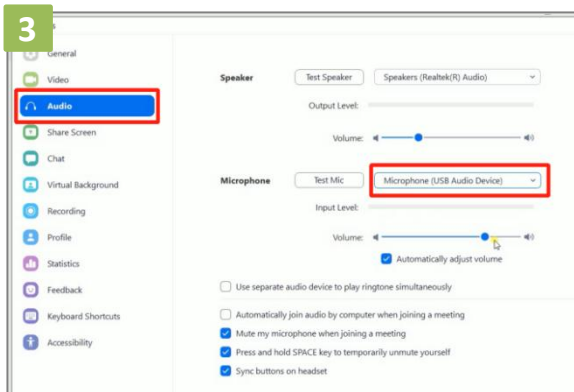 3
s
General
Video
Audio
Share Screen
Chat
Virtual Background
Recording
Profile
Statistics
Feedback
Keyboard Shortcuts
Accessibility
Speaker Test Speaker Speakers (Realtek(R) Audio)
Output Level:
Volume:
Microphone Test Mic Microphone (USB Audio Device)
Input Level:
Volume:
Automatically adjust volume
Use separate audio device to play ringtone simultaneously
Automatically join audio by computer when joining a meeting
Mute my microphone when joining a meeting
Press and hold SPACE key to temporarily unmute yourself
Sync buttons on headset